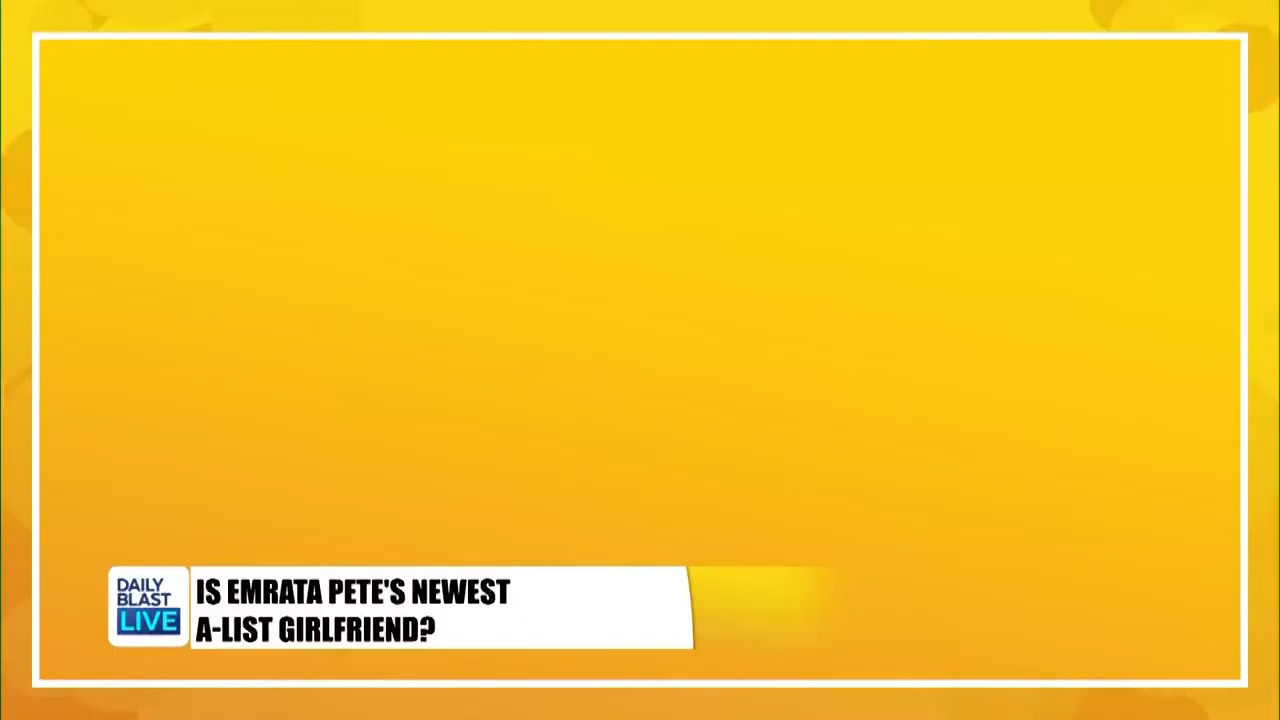 DAILY
BLAST
LIVE
IS EMRATA PETE'S NEWEST
A-LIST GIRLFRIEND?